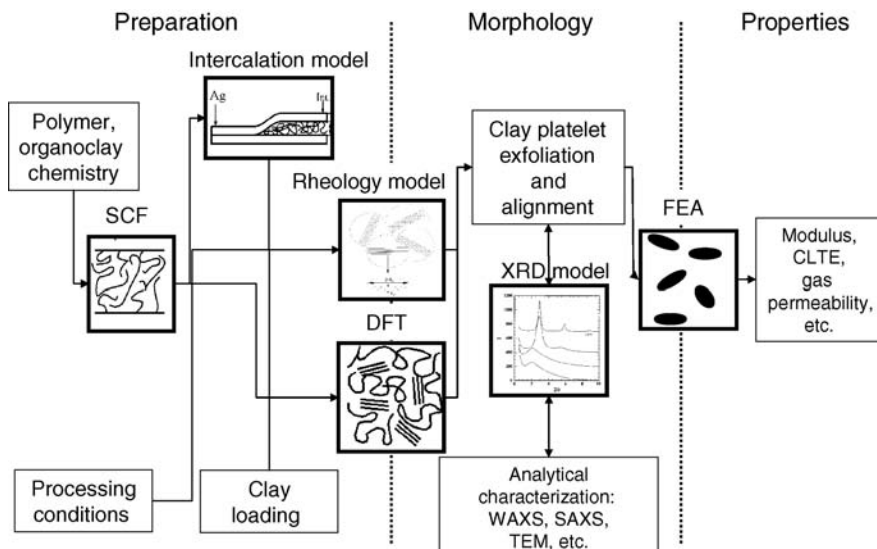 Preparation
Morphology
Properties
Intercalation model
Ag
Polymer,
organoclay
chemistry
SCF
Rheology model
DFT
Clay platelet
exfoliation
and
alignment
XRD model
FEA
Modulus,
CLTE,
gas
permeability,
etc.
Processing
conditions
Clay
loading
Analytical
characterization:
WAXS, SAXS,
TEM, etc.